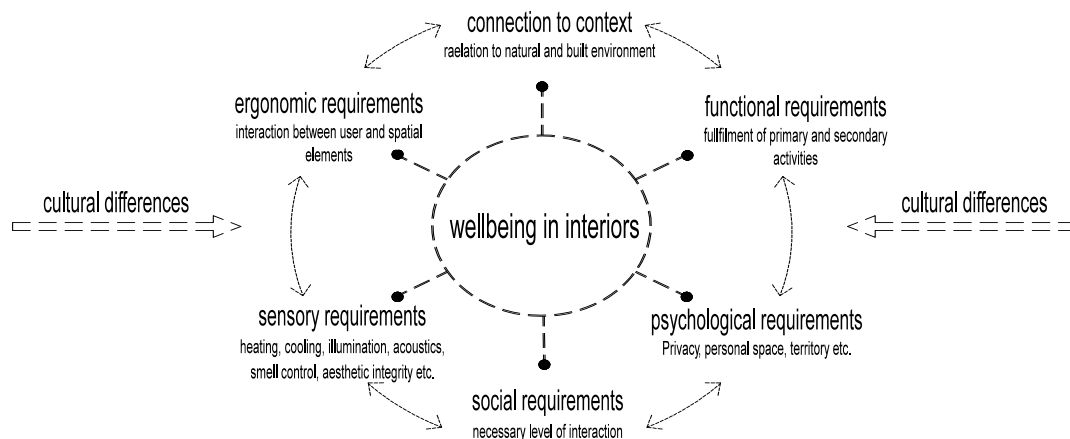 connection to context
raelation to natural and built environment
ergonomic requirements
interaction between user and spatial
elements
functional requirements
fullfilment of primary and secondary
activities
cultural differences
wellbeing in interiors
cultural differences
sensory requirements
heating, cooling, illumination, acoustics,
smell control, aesthetic integrity etc.
psychological requirements
Privacy, personal space, territory etc.
social requirements
necessary level of interaction